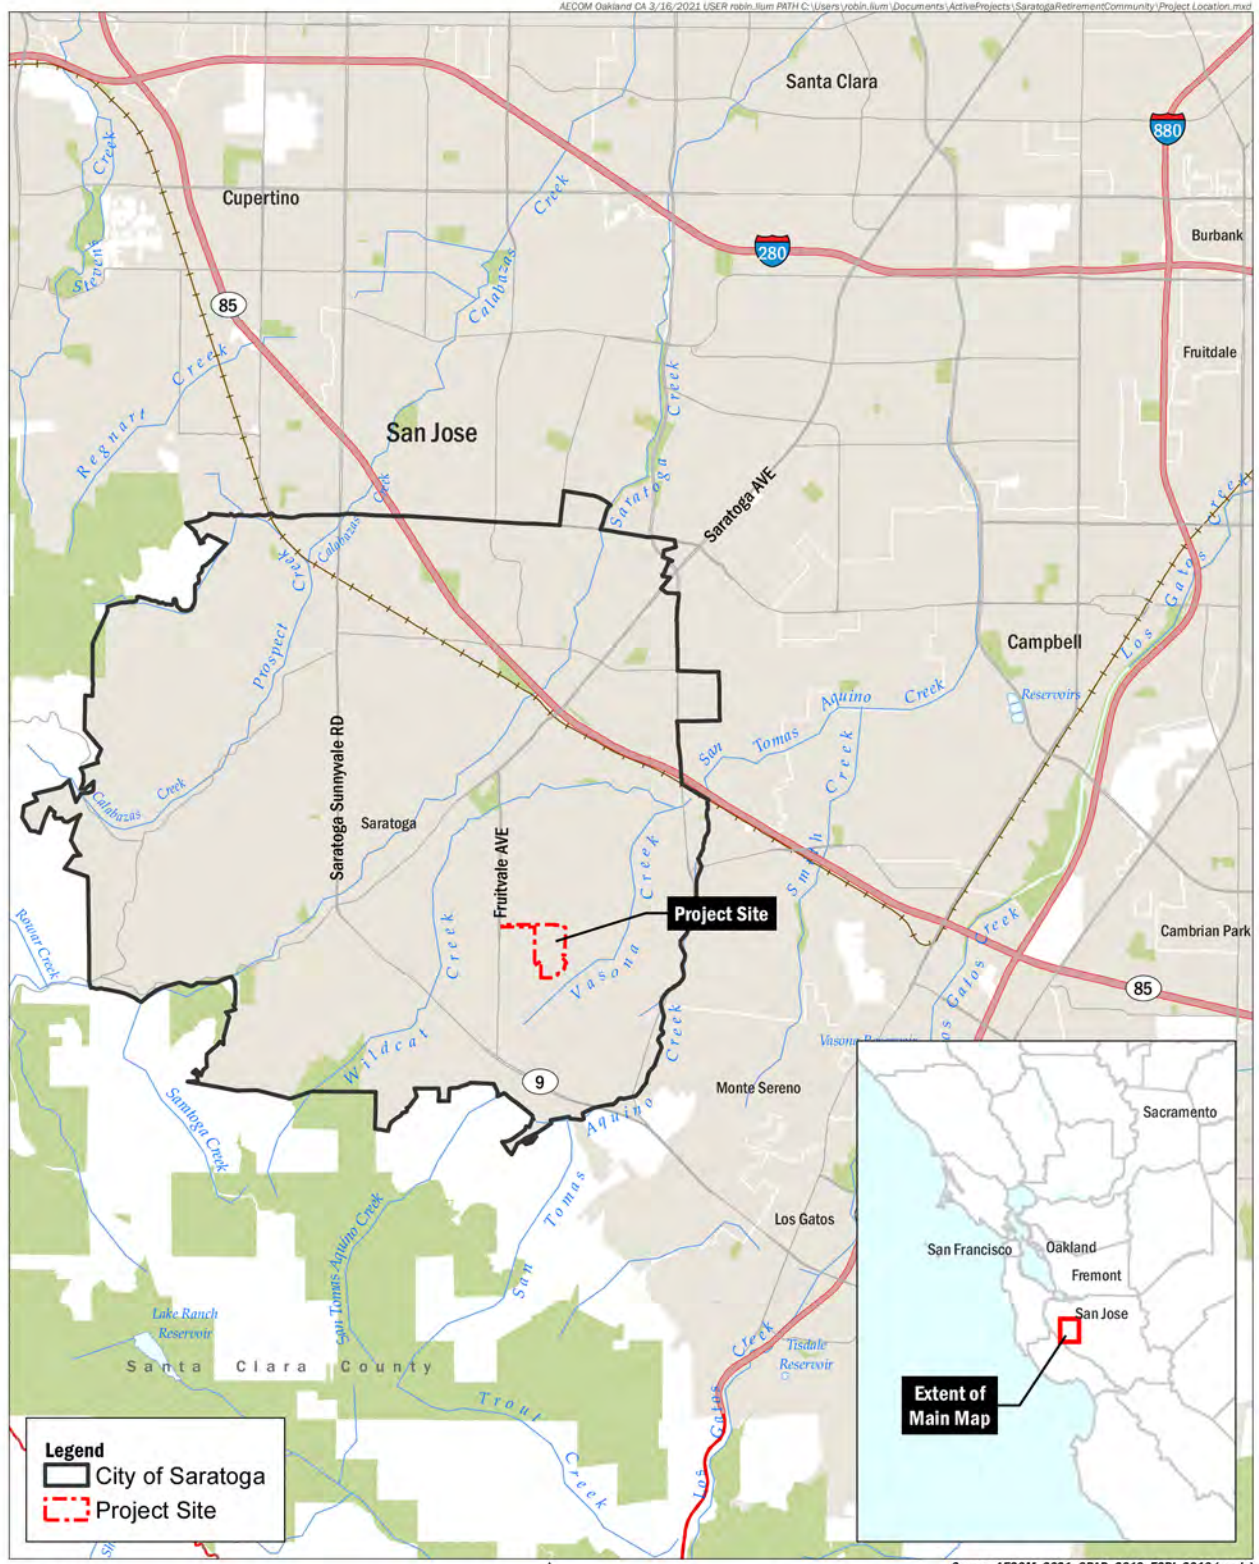 AECOM Oakland CA 3/16/2021 USER robin.lium PATH C:\Users\robin.lium\Documents\ActiveProjects\SaratogaRetirementCommunity\Project Location.mxd
Santa Clara
880
Creek
Cupertino
Creek
Burbank
280
Stevens
Calabazas
85
Creek
Fruitdale
Regnart
Creek
San Jose
Creek
Saratoga
Saratoga AVE
Creek
Calabazas
Creek
Gatos
Los
Prospect
Campbell
Aquino
Creek
Reservoirs
San
Tomas
Creek
Saratoga Sunnyvale RD
Calabazas
Creek
Saratoga
Smith
Fruitvale AVE
Creek
Project Site
Creek
Rowar Creek
Creek
Cambrian Park
Vasona
85
Gatos
Creek
Wildcat
Vasona Reservoir
9
Monte Sereno
Aquino
Saratoga Creek
Sacramento
Tomas
San
Los Gatos
San Tomas Aquino Creek
San Francisco
Oakland
Fremont
San Jose
Lake Ranch
Reservoir
Creek
Tisdale
Reservoir
Santa Clara County
Extent of
Main Map
Trout
Creek
Gatos
Los
Legend
City of Saratoga
Project Site